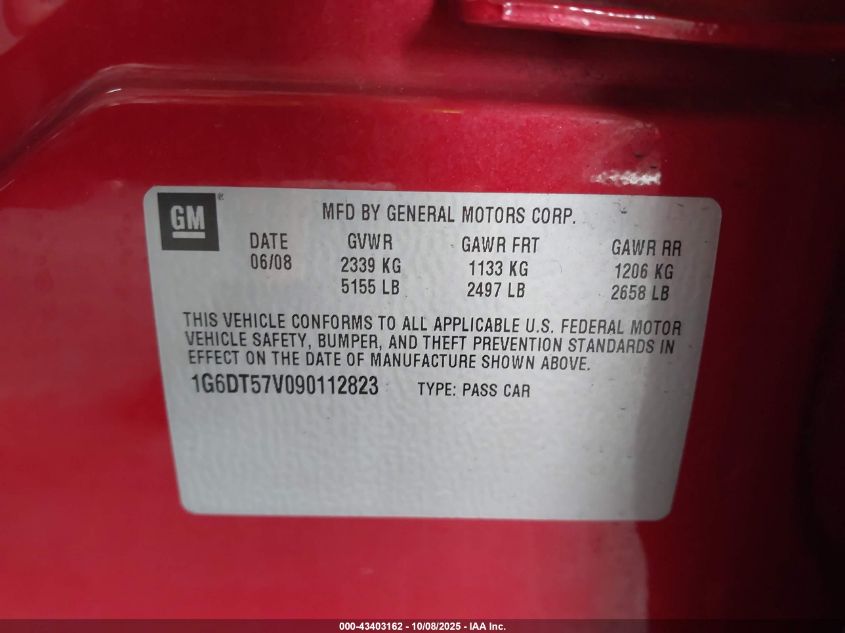 GM®
MFD BY GENERAL MOTORS CORP.
DATE GVWR GAWR FRT GAWR RR
06/08 2339 KG 1133 KG 1206 KG
5155 LB 2497 LB 2658 LB
THIS VEHICLE CONFORMS TO ALL APPLICABLE U.S. FEDERAL MOTOR
VEHICLE SAFETY, BUMPER, AND THEFT PREVENTION STANDARDS IN
EFFECT ON THE DATE OF MANUFACTURE SHOWN ABOVE.
1G6DT57V090112823 TYPE: PASS CAR
000-43403162 - 10/08/2025 - IAA Inc.